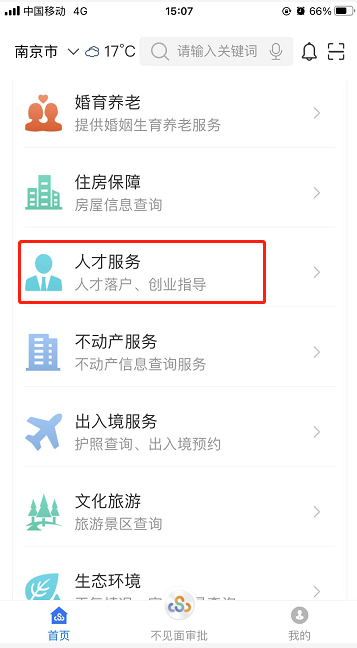 中国移动 4G 15:07 66%
南京市 17°C 请输入关键词
婚育养老
提供婚姻生育养老服务
住房保障
房屋信息查询
人才服务
人才落户、创业指导
不动产服务
不动产信息查询服务
出入境服务
护照查询、出入境预约
文化旅游
旅游景区查询
生态环境
首页 不见面审批 我的